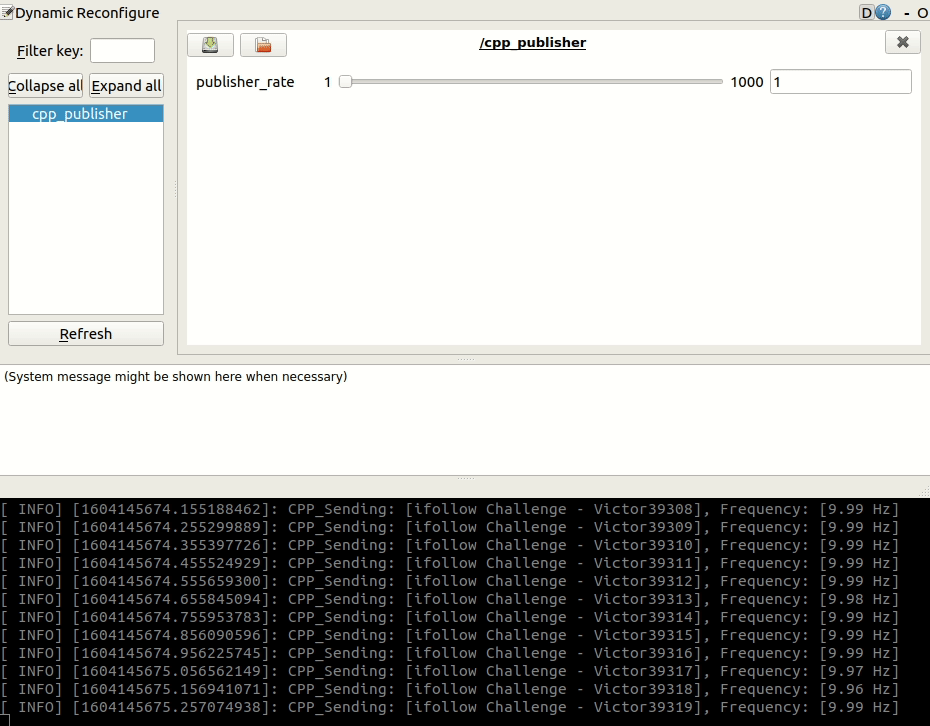 Dynamic Reconfigure
D ? - O
Filter key:
Collapse all Expand all
cpp_publisher
Refresh
/cpp_publisher
publisher_rate 1 1000 1
(System message might be shown here when necessary)
[ INFO] [1604145674.155188462]: CPP_Sending: [ifollow Challenge - Victor39308], Frequency: [9.99 Hz]
[ INFO] [1604145674.255299889]: CPP_Sending: [ifollow Challenge - Victor39309], Frequency: [9.99 Hz]
[ INFO] [1604145674.355397726]: CPP_Sending: [ifollow Challenge - Victor39310], Frequency: [9.99 Hz]
[ INFO] [1604145674.455524929]: CPP_Sending: [ifollow Challenge - Victor39311], Frequency: [9.99 Hz]
[ INFO] [1604145674.555659300]: CPP_Sending: [ifollow Challenge - Victor39312], Frequency: [9.99 Hz]
[ INFO] [1604145674.655845094]: CPP_Sending: [ifollow Challenge - Victor39313], Frequency: [9.98 Hz]
[ INFO] [1604145674.755953783]: CPP_Sending: [ifollow Challenge - Victor39314], Frequency: [9.99 Hz]
[ INFO] [1604145674.856090596]: CPP_Sending: [ifollow Challenge - Victor39315], Frequency: [9.99 Hz]
[ INFO] [1604145674.956225745]: CPP_Sending: [ifollow Challenge - Victor39316], Frequency: [9.99 Hz]
[ INFO] [1604145675.056562149]: CPP_Sending: [ifollow Challenge - Victor39317], Frequency: [9.97 Hz]
[ INFO] [1604145675.156941071]: CPP_Sending: [ifollow Challenge - Victor39318], Frequency: [9.96 Hz]
[ INFO] [1604145675.257074938]: CPP_Sending: [ifollow Challenge - Victor39319], Frequency: [9.99 Hz]